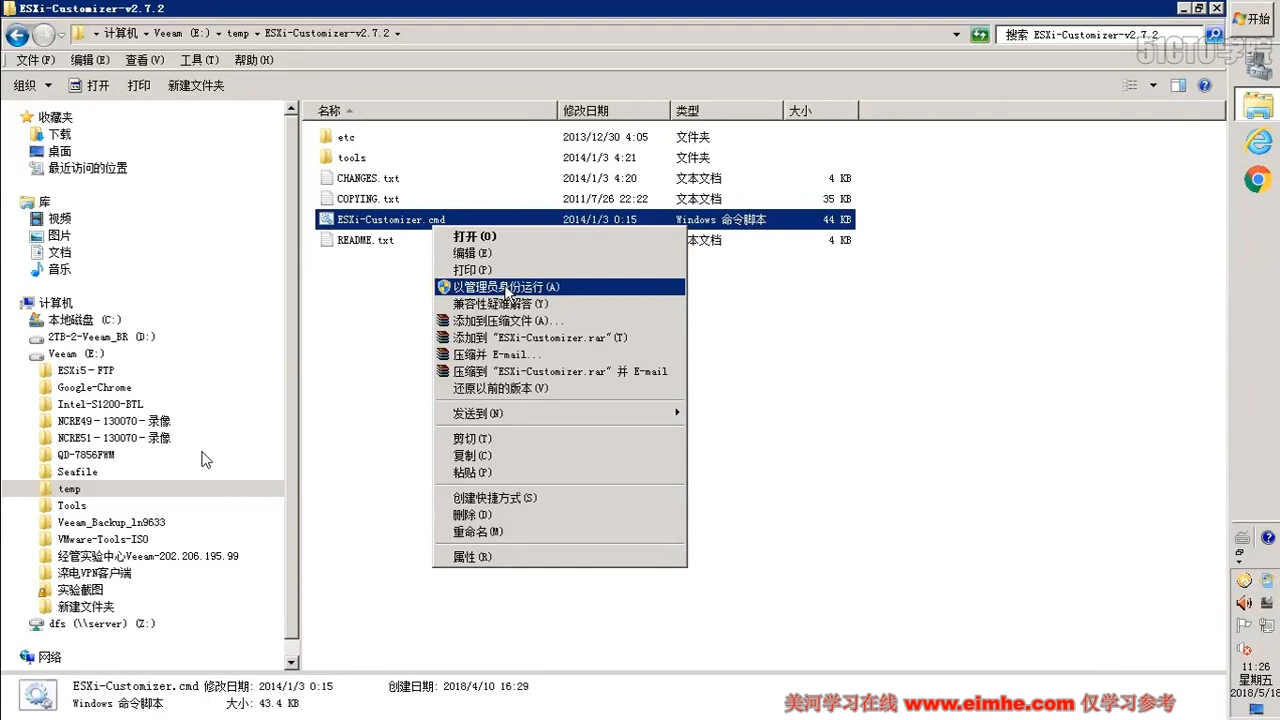 ESXi-Customizer-v2.7.2
开始
计算机 Veeam (E:) temp ESXi-Customizer-v2.7.2
搜索 ESXi-Customizer-v2.7.2
51CTO学院
文件(F) 编辑(E) 查看(V) 工具(T) 帮助(H)
组织 打开 打印 新建文件夹
收藏夹
下载
桌面
最近访问的位置
库
视频
图片
文档
音乐
计算机
本地磁盘 (C:)
2TB-2-Veeam_BR (D:)
Veeam (E:)
ESXi5-FTP
Google-Chrome
Intel-S1200-BTL
NCRE49-130070-录像
NCRE51-130070-录像
QD-7856FWM
Seafile
temp
Tools
Veeam_Backup_ln9633
VMware-Tools-ISO
经管实验中心Veeam-202.206.195.99
滦电VPN客户端
实验截图
新建文件夹
dfs (\\server) (Z:)
网络
名称 修改日期 类型 大小
etc 2013/12/30 4:05 文件夹
tools 2014/1/3 4:21 文件夹
CHANGES.txt 2014/1/3 4:20 文本文档 4 KB
COPYING.txt 2011/7/26 22:22 文本文档 35 KB
ESXi-Customizer.cmd 2014/1/3 0:15 Windows 命令脚本 44 KB
README.txt 本文档 4 KB
打开(O)
编辑(E)
打印(P)
以管理员身份运行(A)
兼容性疑难解答(Y)
添加到压缩文件(A)...
添加到 "ESXi-Customizer.rar"(T)
压缩并 E-mail...
压缩到 "ESXi-Customizer.rar" 并 E-mail
还原以前的版本(V)
发送到(N)
剪切(T)
复制(C)
粘贴(P)
创建快捷方式(S)
删除(D)
重命名(M)
属性(R)
ESXi-Customizer.cmd 修改日期: 2014/1/3 0:15 创建日期: 2018/4/10 16:29
Windows 命令脚本 大小: 43.4 KB
美河学习在线 www.eimhe.com 仅学习参考
11:26
星期五
2018/5/18